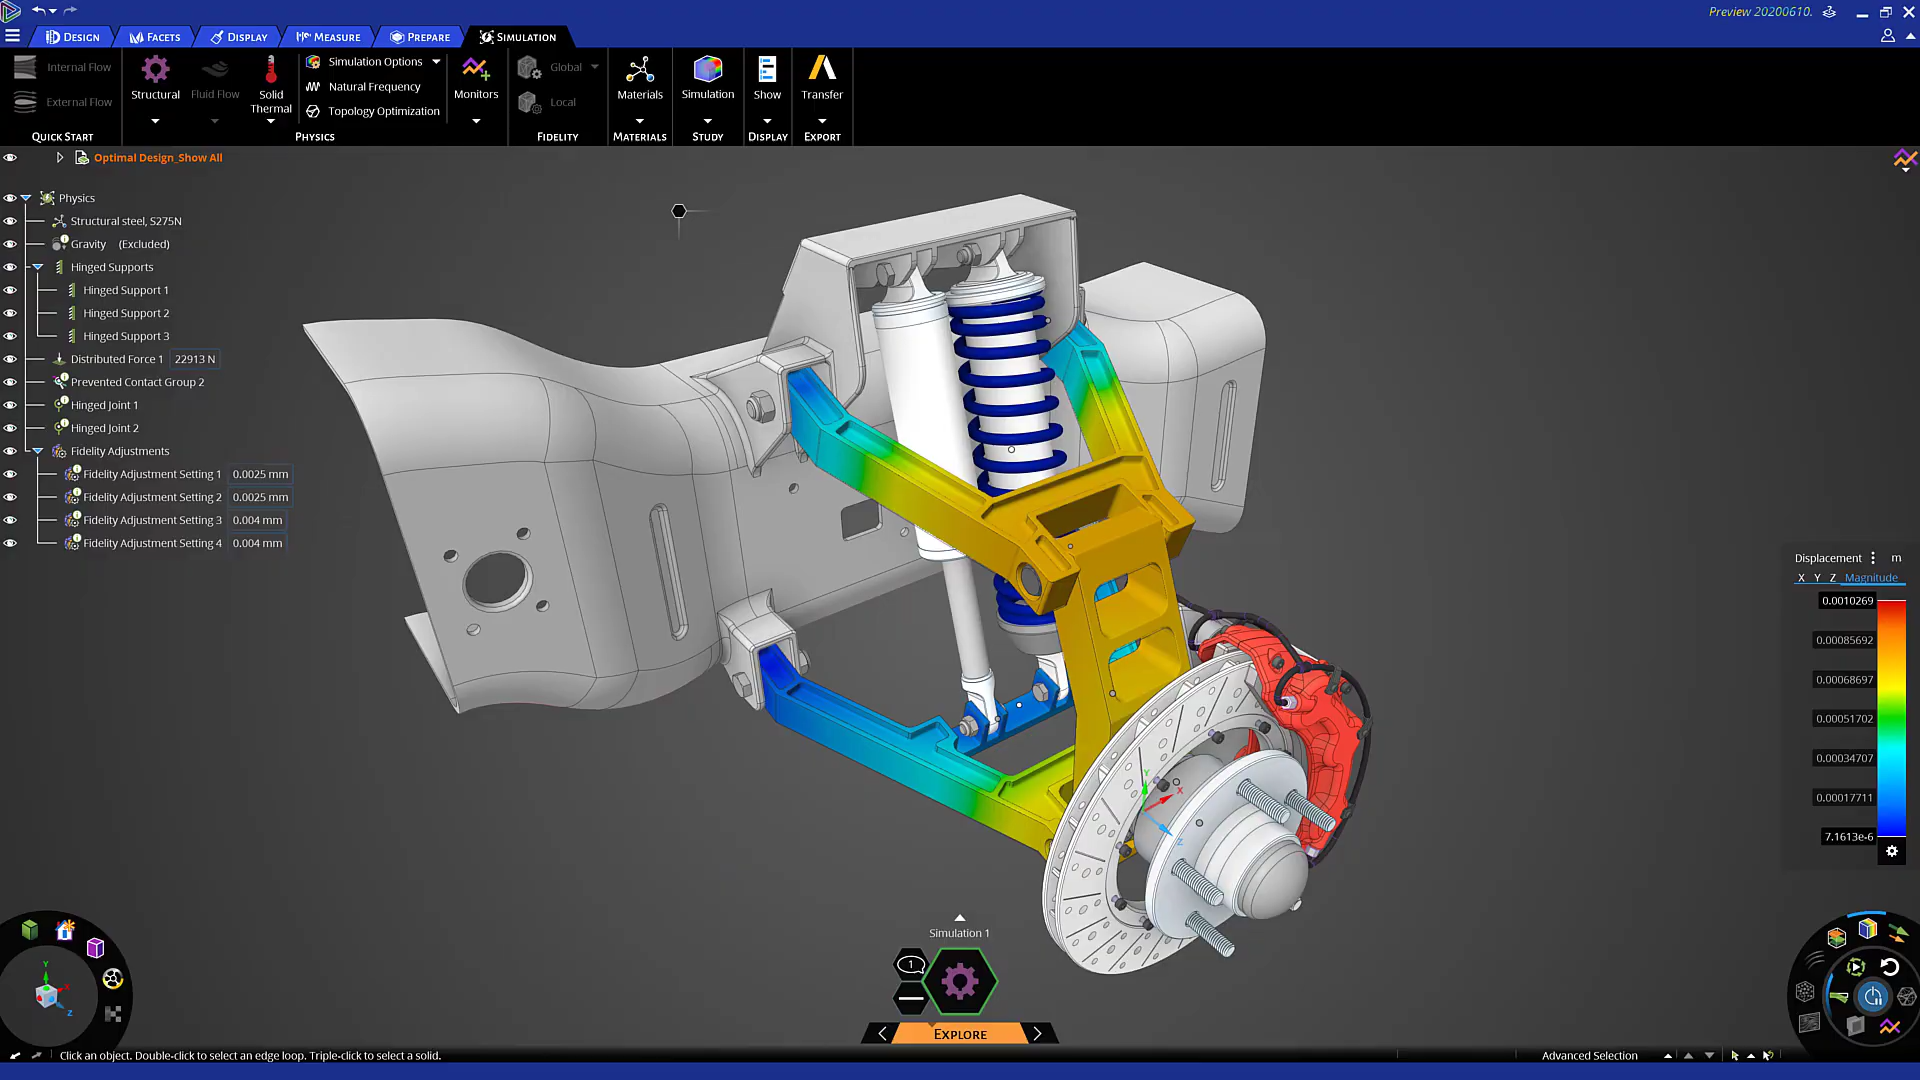 Preview 20200610.
DESIGN
FACETS
DISPLAY
MEASURE
PREPARE
SIMULATION
Internal Flow
External Flow
QUICK START
Structural
Fluid Flow
Solid Thermal
Simulation Options
Natural Frequency
Topology Optimization
PHYSICS
Monitors
Global
Local
FIDELITY
Materials
MATERIALS
Simulation
STUDY
Show
DISPLAY
Transfer
EXPORT
Optimal Design_Show All
Physics
Structural steel, S275N
Gravity (Excluded)
Hinged Supports
Hinged Support 1
Hinged Support 2
Hinged Support 3
Distributed Force 1 22913 N
Prevented Contact Group 2
Hinged Joint 1
Hinged Joint 2
Fidelity Adjustments
Fidelity Adjustment Setting 1 0.0025 mm
Fidelity Adjustment Setting 2 0.0025 mm
Fidelity Adjustment Setting 3 0.004 mm
Fidelity Adjustment Setting 4 0.004 mm
Displacement m
X Y Z Magnitude
0.0010269
0.00085692
0.00068697
0.00051702
0.00034707
0.00017711
7.1613e-6
Y
X
Z
Y
X
Z
Simulation 1
1
EXPLORE
Click an object. Double-click to select an edge loop. Triple-click to select a solid.
Advanced Selection